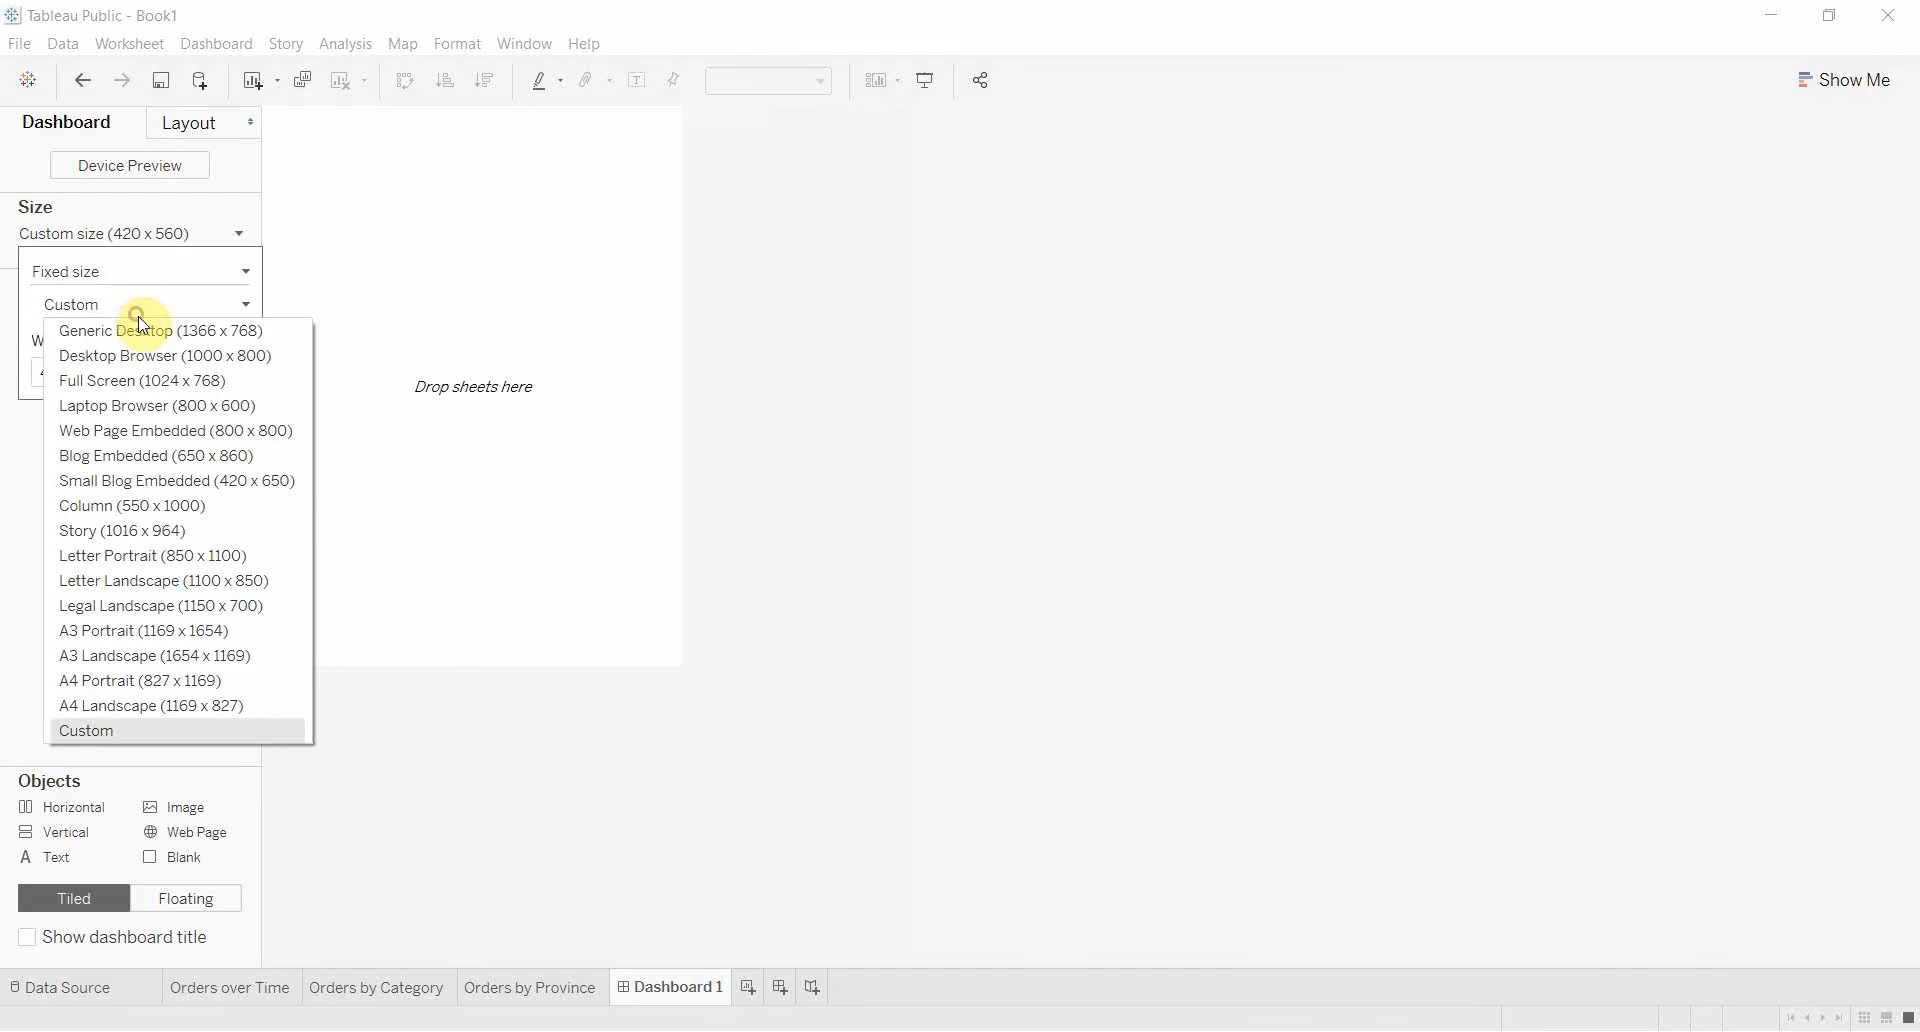 Tableau Public - Book1
File Data Worksheet Dashboard Story Analysis Map Format Window Help
Show Me
Dashboard Layout
Device Preview
Size
Custom size (420 x 560)
Fixed size
Custom
Generic Desktop (1366 x 768)
Desktop Browser (1000 x 800)
Full Screen (1024 x 768)
Laptop Browser (800 x 600)
Web Page Embedded (800 x 800)
Blog Embedded (650 x 860)
Small Blog Embedded (420 x 650)
Column (550 x 1000)
Story (1016 x 964)
Letter Portrait (850 x 1100)
Letter Landscape (1100 x 850)
Legal Landscape (1150 x 700)
A3 Portrait (1169 x 1654)
A3 Landscape (1654 x 1169)
A4 Portrait (827 x 1169)
A4 Landscape (1169 x 827)
Custom
Drop sheets here
Objects
Horizontal Image
Vertical Web Page
A Text Blank
Tiled Floating
Show dashboard title
Data Source Orders over Time Orders by Category Orders by Province Dashboard 1